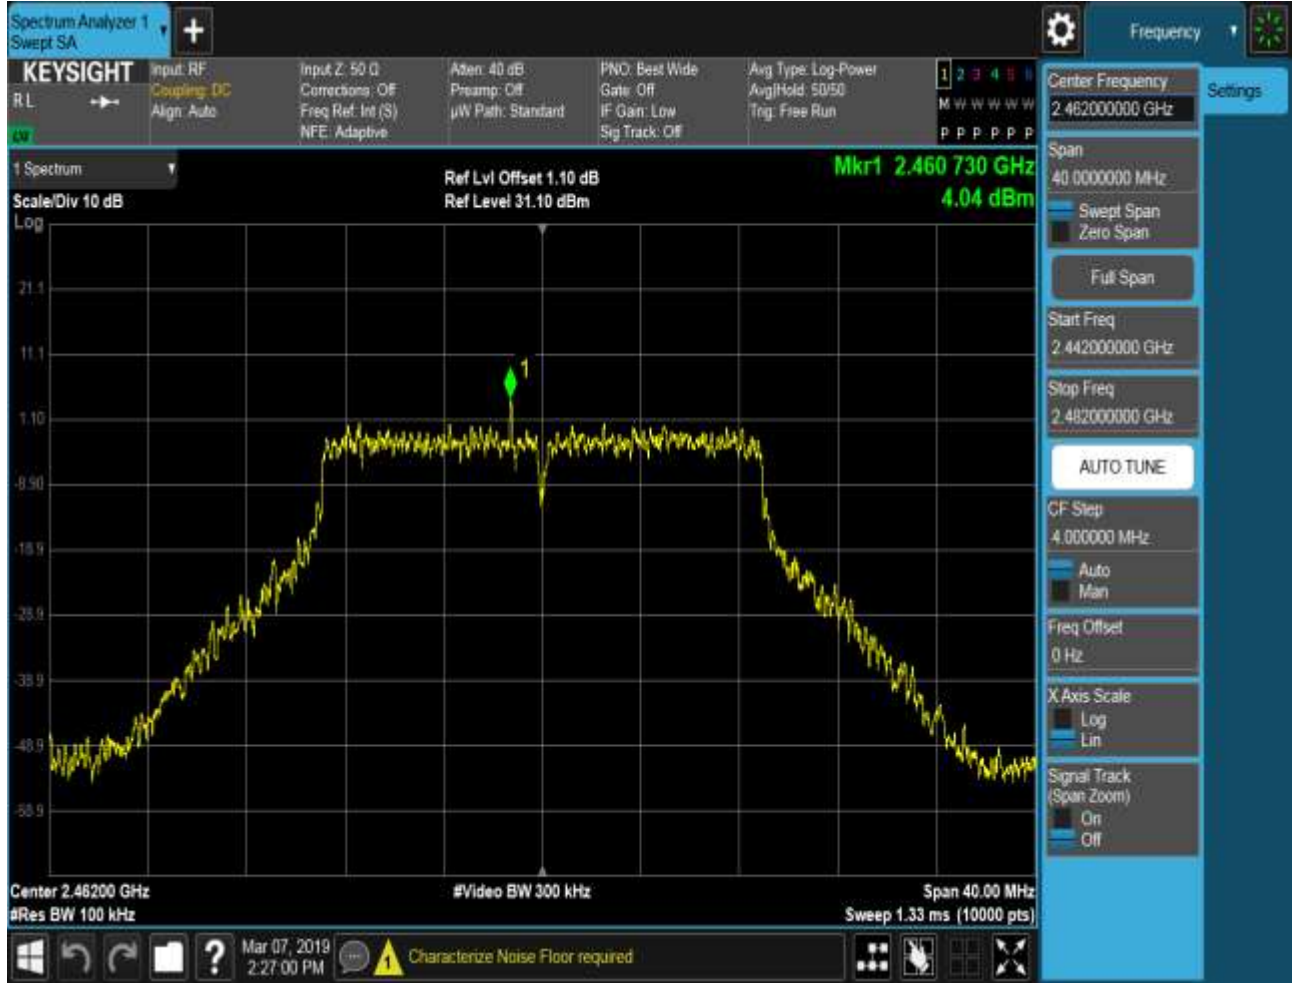 Spectrum Analyzer 1
Swept SA
+
Frequency
KEYSIGHT
RL
Input: RF
Coupling: DC
Align: Auto
Input Z: 50 Ω
Corrections: Off
Freq Ref: Int (S)
NFE: Adaptive
Atten: 40 dB
Preamp: Off
µW Path: Standard
PNO: Best Wide
Gate: Off
IF Gain: Low
Sig Track: Off
Avg Type: Log-Power
Avg|Hold: 50/50
Trig: Free Run
1 2 3 4 5 6
M W W W W W
P P P P P P
1 Spectrum
Scale/Div 10 dB
Log
Ref Lvl Offset 1.10 dB
Ref Level 31.10 dBm
Mkr1 2.460 730 GHz
4.04 dBm
21.1
11.1
1
1.10
-8.90
-18.9
-28.9
-38.9
-48.9
-58.9
Center 2.46200 GHz
#Res BW 100 kHz
#Video BW 300 kHz
Span 40.00 MHz
Sweep 1.33 ms (10000 pts)
Center Frequency
2.462000000 GHz
Settings
Span
40.0000000 MHz
Swept Span
Zero Span
Full Span
Start Freq
2.442000000 GHz
Stop Freq
2.482000000 GHz
AUTO TUNE
CF Step
4.000000 MHz
Auto
Man
Freq Offset
0 Hz
X Axis Scale
Log
Lin
Signal Track
(Span Zoom)
On
Off
?
Mar 07, 2019
2:27:00 PM
1
Characterize Noise Floor required